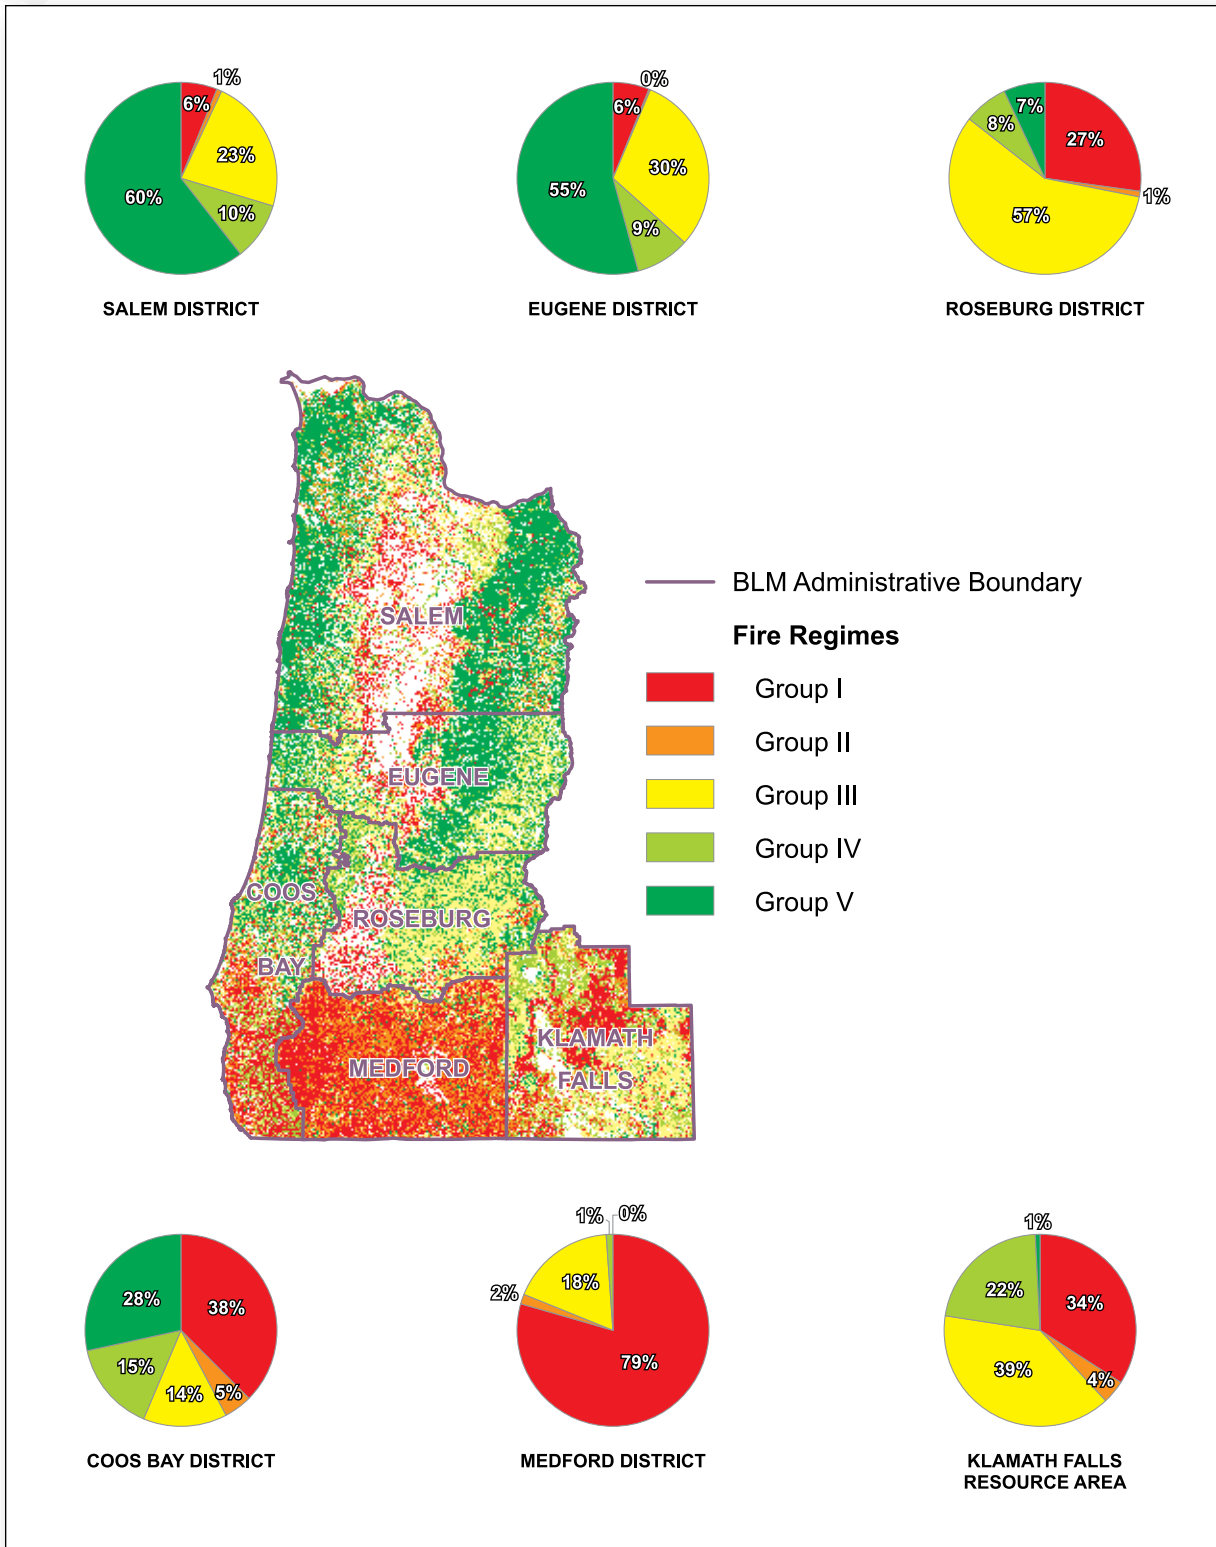 1%
6%
23%
10%
60%
SALEM DISTRICT
0%
6%
30%
9%
55%
EUGENE DISTRICT
7%
8%
27%
1%
57%
ROSEBURG DISTRICT
SALEM
EUGENE
COOS
BAY
ROSEBURG
MEDFORD
KLAMATH
FALLS
BLM Administrative Boundary
Fire Regimes
Group I
Group II
Group III
Group IV
Group V
28%
38%
15%
14%
5%
COOS BAY DISTRICT
1%
0%
2%
18%
79%
MEDFORD DISTRICT
1%
22%
34%
39%
4%
KLAMATH FALLS
RESOURCE AREA